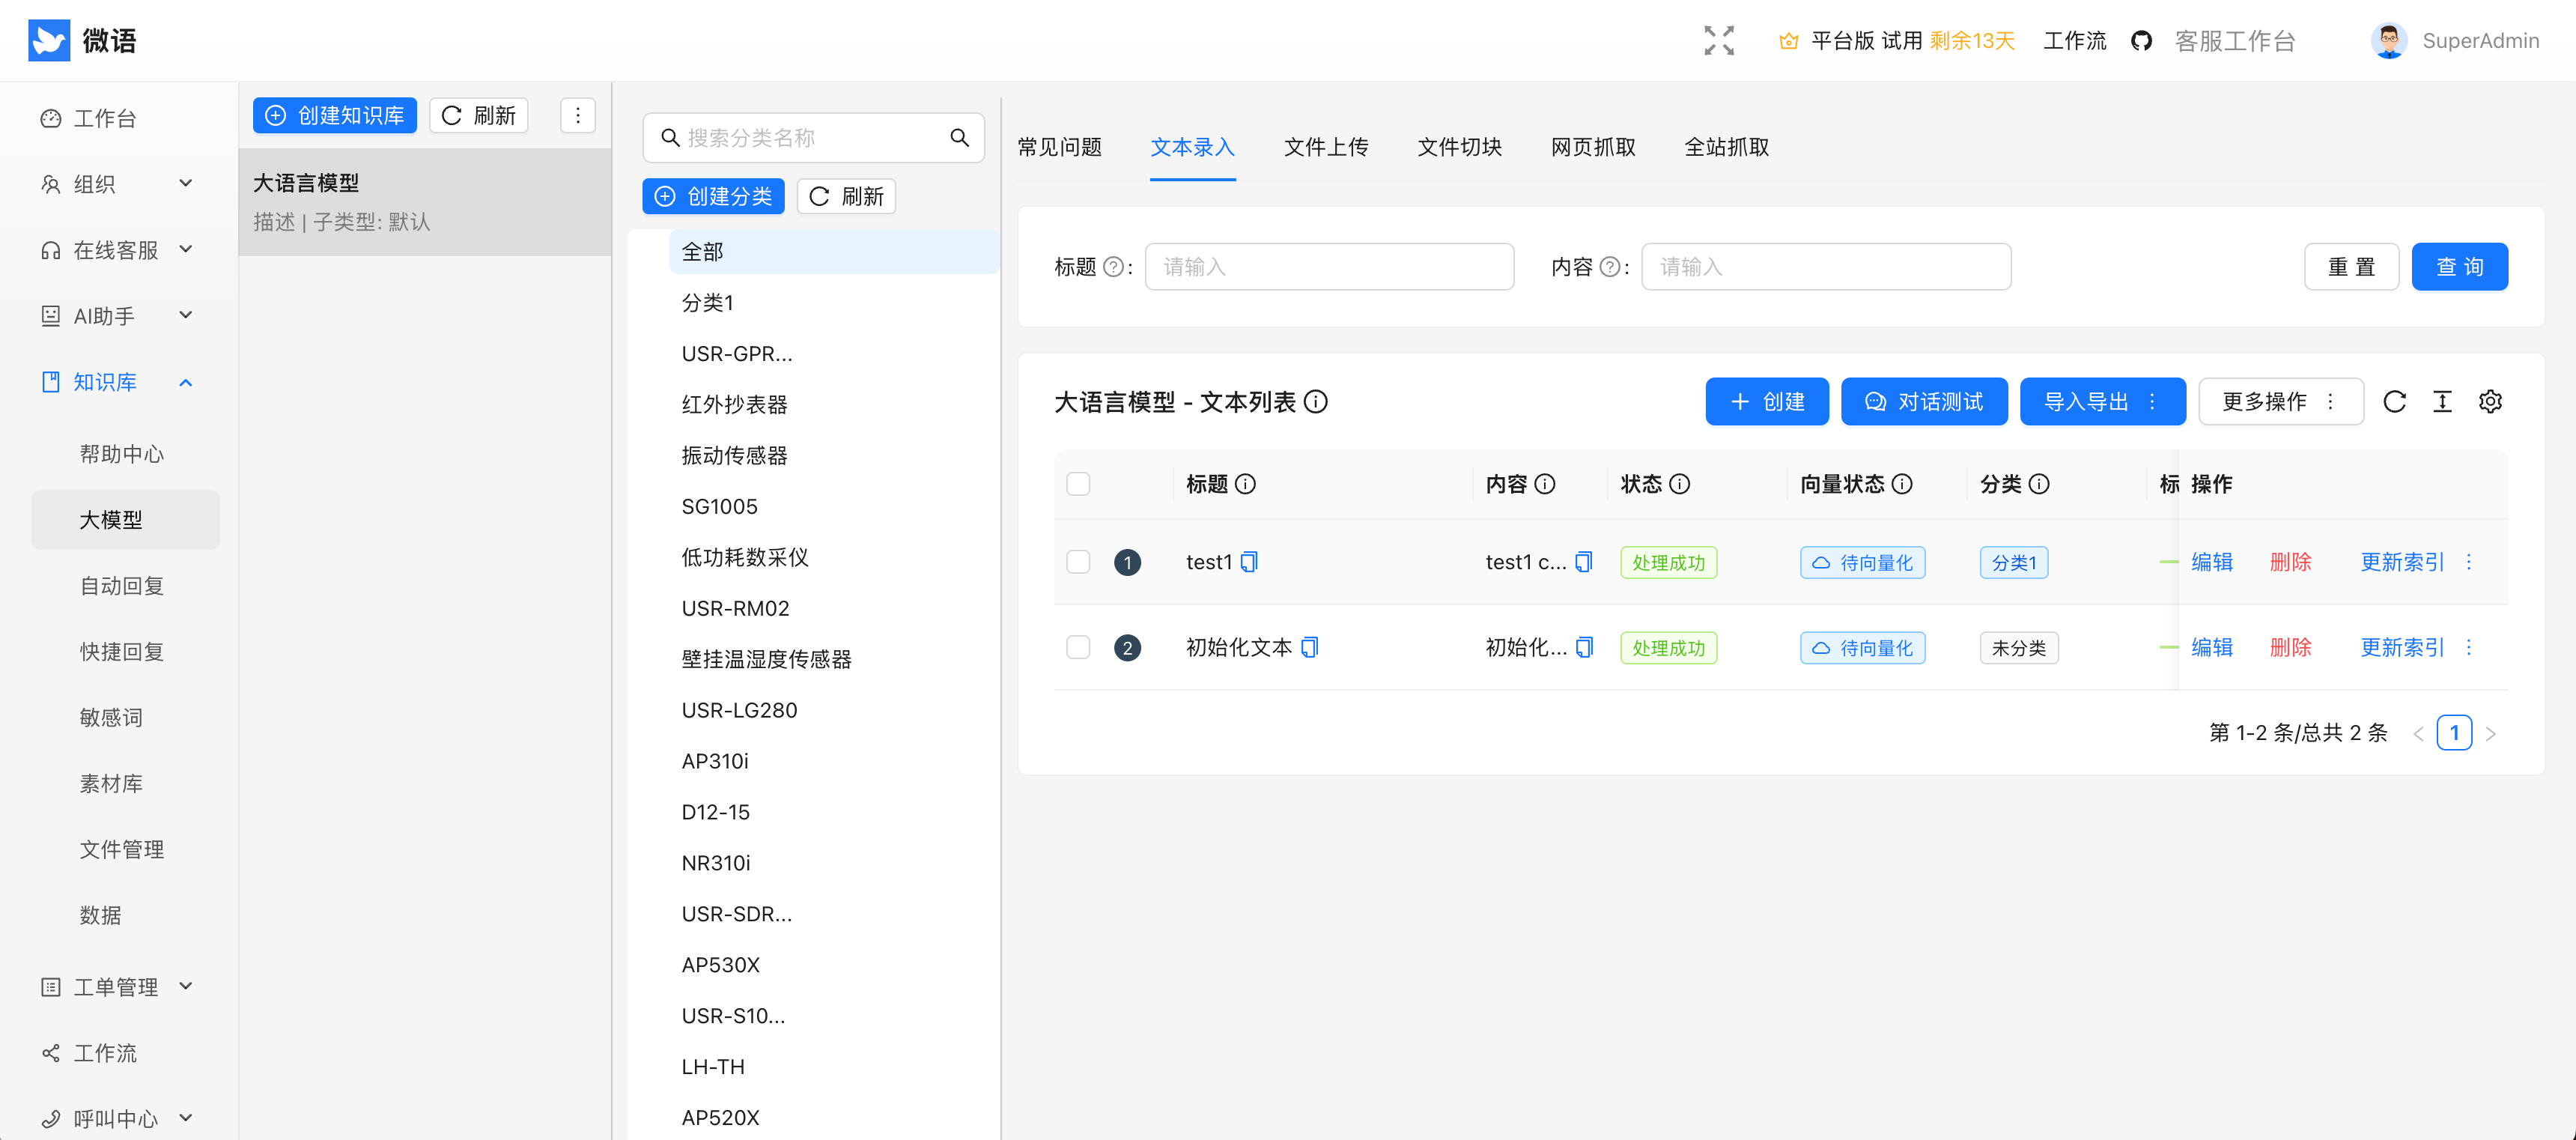 微语
平台版 试用 剩余13天 工作流 客服工作台 SuperAdmin
工作台
组织
在线客服
AI助手
知识库
帮助中心
大模型
自动回复
快捷回复
敏感词
素材库
文件管理
数据
工单管理
工作流
呼叫中心
创建知识库 刷新
大语言模型
描述 | 子类型: 默认
搜索分类名称
创建分类 刷新
全部
分类1
USR-GPR...
红外抄表器
振动传感器
SG1005
低功耗数采仪
USR-RM02
壁挂温湿度传感器
USR-LG280
AP310i
D12-15
NR310i
USR-SDR...
AP530X
USR-S10...
LH-TH
AP520X
常见问题 文本录入 文件上传 文件切块 网页抓取 全站抓取
标题 : 请输入 内容 : 请输入 重 置 查 询
大语言模型 - 文本列表 创建 对话测试 导入导出 更多操作
标题 内容 状态 向量状态 分类 标 操作
1 test1 test1 c... 处理成功 待向量化 分类1 编辑 删除 更新索引
2 初始化文本 初始化... 处理成功 待向量化 未分类 编辑 删除 更新索引
第 1-2 条/总共 2 条 < 1 >